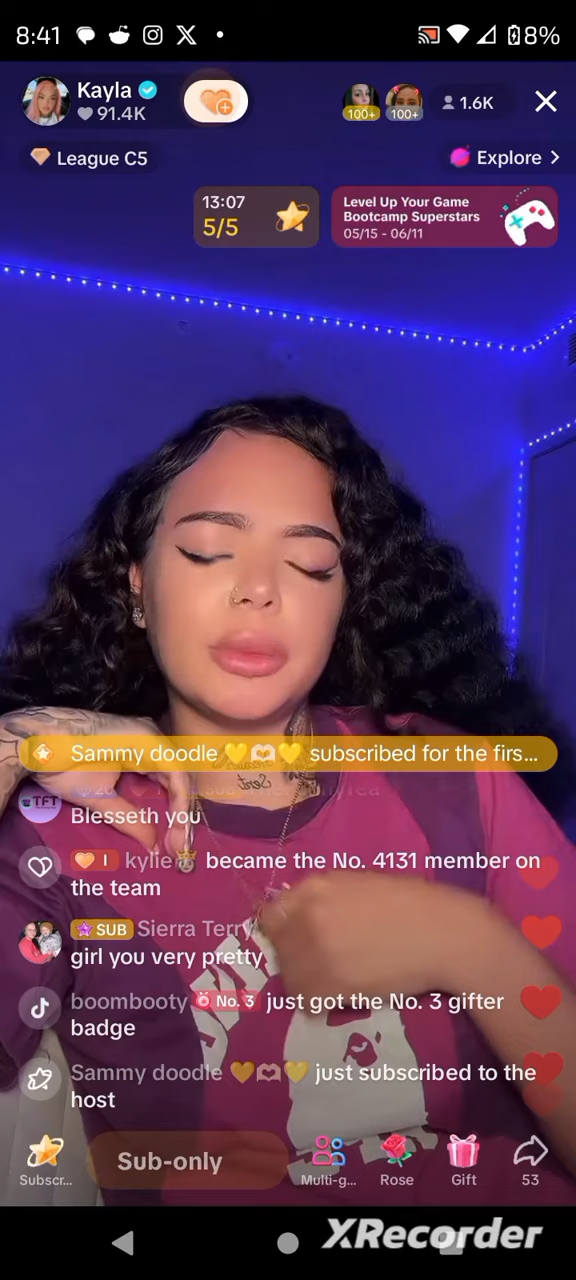 8:41
8%
Kayla
91.4K
100+
100+
1.6K
League C5
Explore
13:07
5/5
Level Up Your Game
Bootcamp Superstars
05/15 - 06/11
Sammy doodle 💛🫶💛 subscribed for the firs...
TFT
Blesseth you
I kylie became the No. 4131 member on
the team
SUB Sierra Terry
girl you very pretty
boombooty No. 3 just got the No. 3 gifter
badge
Sammy doodle 💛🫶💛 just subscribed to the
host
Subscr...
Sub-only
Multi-g...
Rose
Gift
53
XRecorder